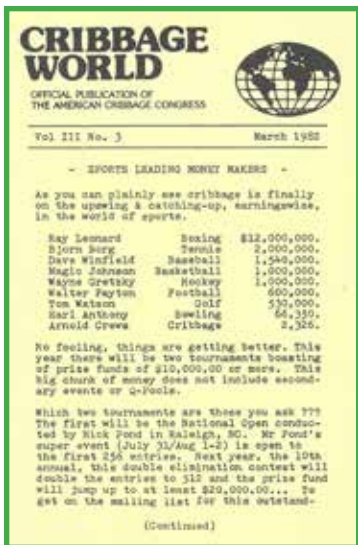 CRIBBAGE
WORLD
OFFICIAL PUBLICATION OF
THE AMERICAN CRIBBAGE CONGRESS
Vol III No. 3 March 1982
- SPORTS LEADING MONEY MAKERS -
As you can plainly see cribbage is finally
on the upswing & catching-up, earningswise,
in the world of sports.
Ray Leonard Boxing $12,000,000.
Bjorn Borg Tennis 2,000,000.
Dave Winfield Baseball 1,540,000.
Magic Johnson Basketball 1,000,000.
Wayne Gretzky Hockey 1,000,000.
Walter Payton Football 600,000.
Tom Watson Golf 530,000.
Earl Anthony Bowling 66,350.
Arnold Crews Cribbage 2,326.
No fooling, things are getting better. This
year there will be two tournaments boasting
of prize funds of $10,000.00 or more. This
big chunk of money does not include second-
ary events or Q-Pools.
Which two tournaments are those you ask ???
The first will be the National Open conduc-
ted by Rick Pond in Raleigh, NC. Mr Pond's
super event (July 31/Aug 1-2) is open to
the first 256 entries. Next year, the 10th
annual, this double elimination contest will
double the entries to 512 and the prize fund
will jump up to at least $20,000.00... To
get on the mailing list for this outstand-
(Continued)